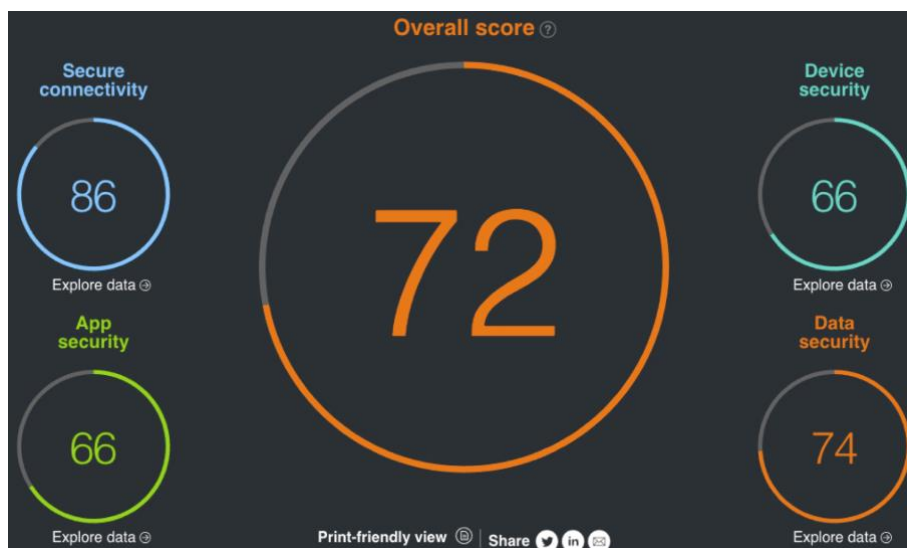 Overall score ?
Secure
connectivity
86
Explore data
App
security
66
Explore data
72
Device
security
66
Explore data
Data
security
74
Explore data
Print-friendly view | Share in